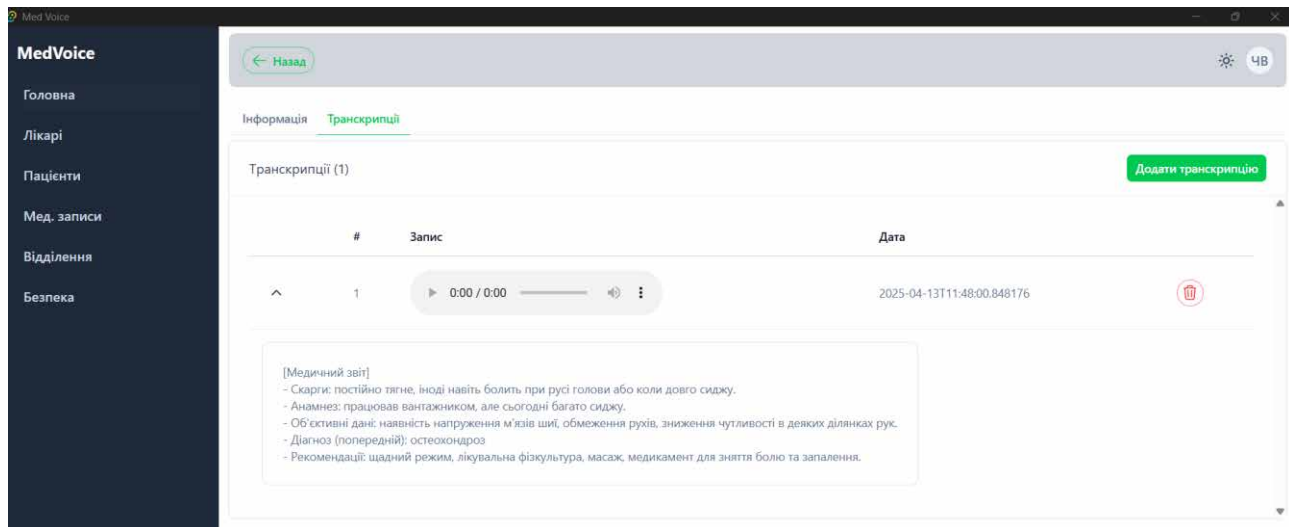 Med Voice
MedVoice
Головна
Лікарі
Пацієнти
Мед. записи
Відділення
Безпека
Назад
ЧВ
Інформація Транскрипції
Транскрипції (1)
Додати транскрипцію
# Запис Дата
1 0:00 / 0:00 2025-04-13T11:48:00.848176
[Медичний звіт]
- Скарги: постійно тягне, іноді навіть болить при русі голови або коли довго сиджу.
- Анамнез: працював вантажником, але сьогодні багато сиджу.
- Об'єктивні дані: наявність напруження м'язів шиї, обмеження рухів, зниження чутливості в деяких ділянках рук.
- Діагноз (попередній): остеохондроз
- Рекомендації: щадний режим, лікувальна фізкультура, масаж, медикамент для зняття болю та запалення.